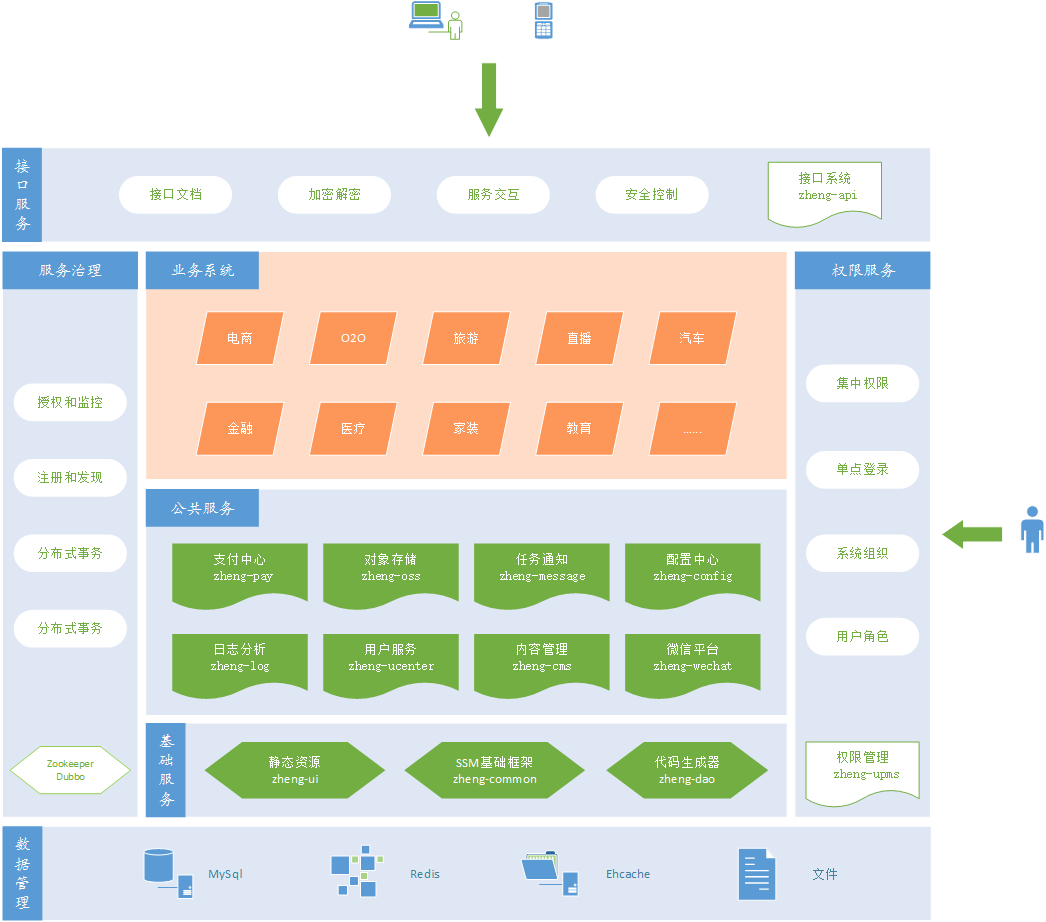 接口服务
接口文档
加密解密
服务交互
安全控制
接口系统
zheng-api
服务治理
授权和监控
注册和发现
分布式事务
分布式事务
Zookeeper
Dubbo
业务系统
电商
O2O
旅游
直播
汽车
金融
医疗
家装
教育
......
公共服务
支付中心
zheng-pay
对象存储
zheng-oss
任务通知
zheng-message
配置中心
zheng-config
日志分析
zheng-log
用户服务
zheng-ucenter
内容管理
zheng-cms
微信平台
zheng-wechat
基础服务
静态资源
zheng-ui
SSM基础框架
zheng-common
代码生成器
zheng-dao
权限服务
集中权限
单点登录
系统组织
用户角色
权限管理
zheng-upms
数据管理
MySql
Redis
Ehcache
文件